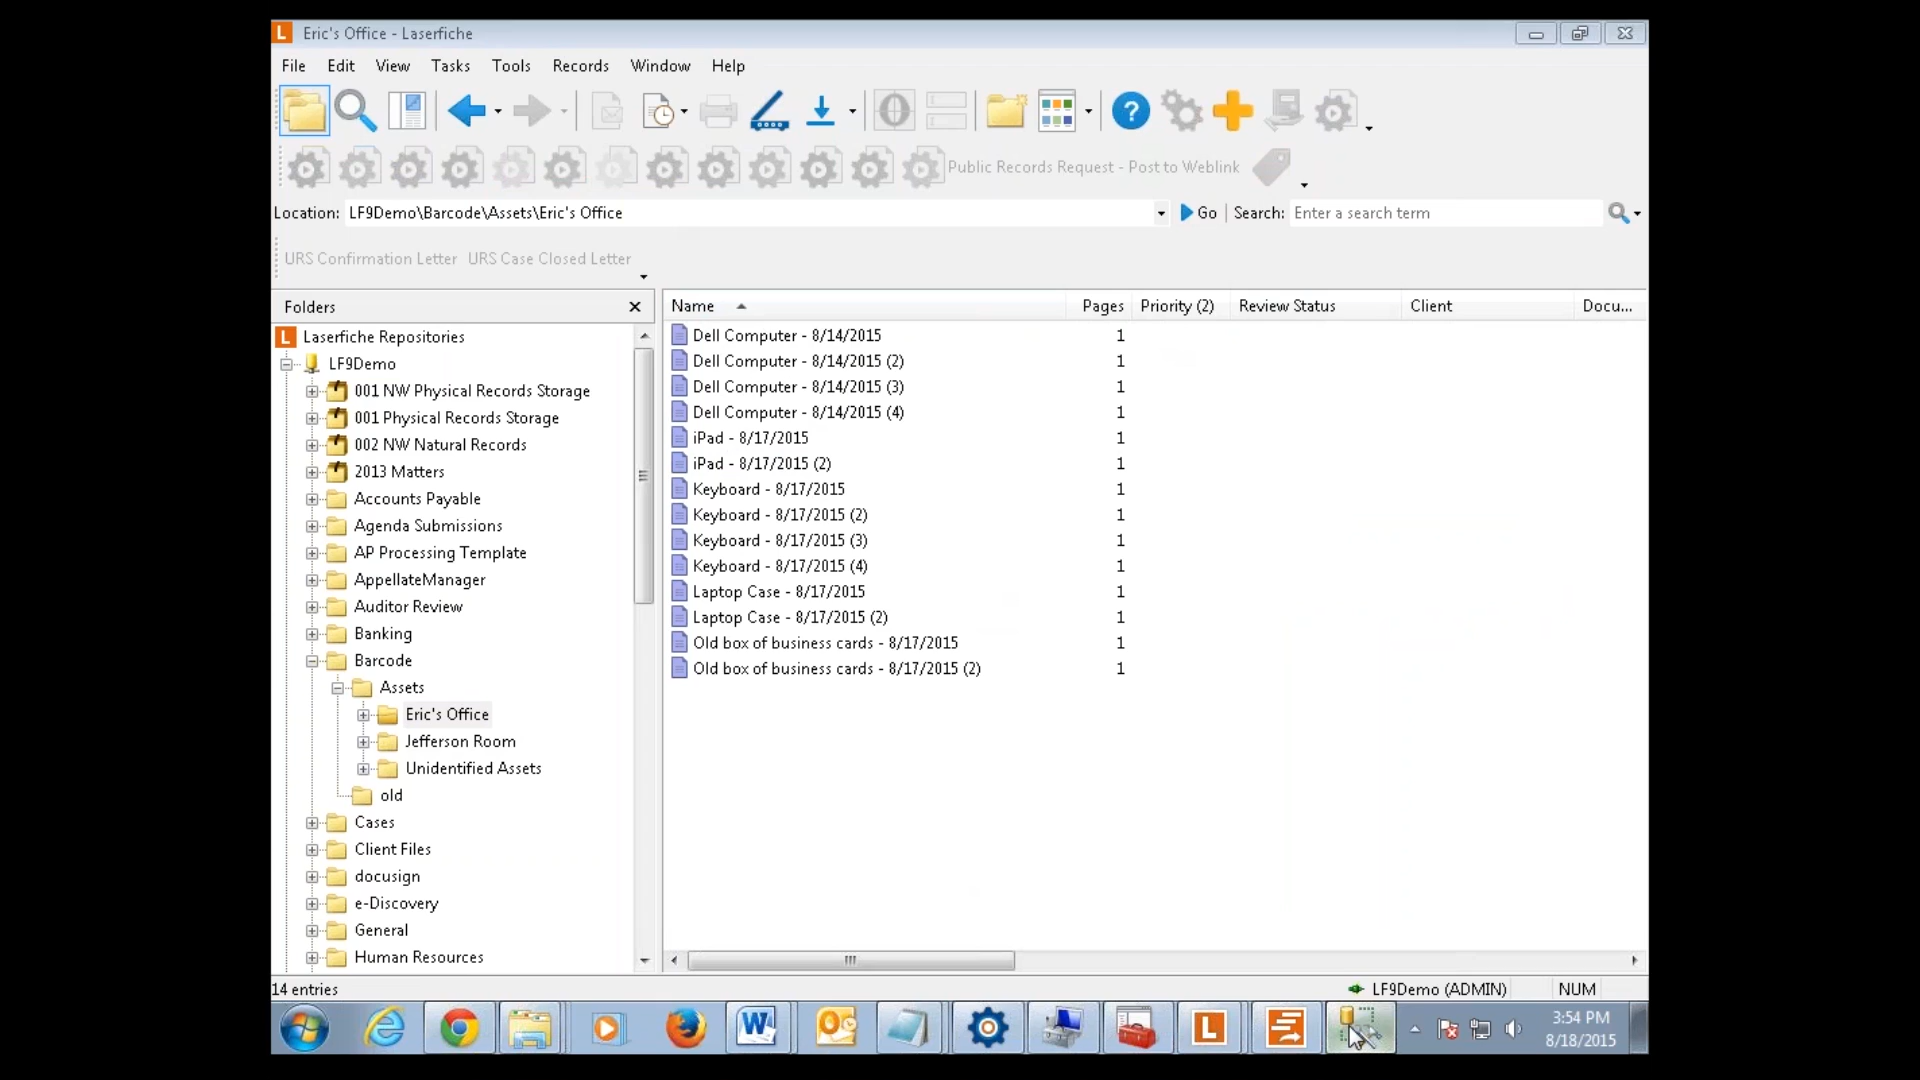 Eric's Office - Laserfiche
File Edit View Tasks Tools Records Window Help
Public Records Request - Post to Weblink
Location: LF9Demo\Barcode\Assets\Eric's Office Go Search: Enter a search term
URS Confirmation Letter URS Case Closed Letter
Folders
Laserfiche Repositories
LF9Demo
001 NW Physical Records Storage
001 Physical Records Storage
002 NW Natural Records
2013 Matters
Accounts Payable
Agenda Submissions
AP Processing Template
AppellateManager
Auditor Review
Banking
Barcode
Assets
Eric's Office
Jefferson Room
Unidentified Assets
old
Cases
Client Files
docusign
e-Discovery
General
Human Resources
Name Pages Priority (2) Review Status Client Docu...
Dell Computer - 8/14/2015 1
Dell Computer - 8/14/2015 (2) 1
Dell Computer - 8/14/2015 (3) 1
Dell Computer - 8/14/2015 (4) 1
iPad - 8/17/2015 1
iPad - 8/17/2015 (2) 1
Keyboard - 8/17/2015 1
Keyboard - 8/17/2015 (2) 1
Keyboard - 8/17/2015 (3) 1
Keyboard - 8/17/2015 (4) 1
Laptop Case - 8/17/2015 1
Laptop Case - 8/17/2015 (2) 1
Old box of business cards - 8/17/2015 1
Old box of business cards - 8/17/2015 (2) 1
14 entries LF9Demo (ADMIN) NUM
3:54 PM
8/18/2015